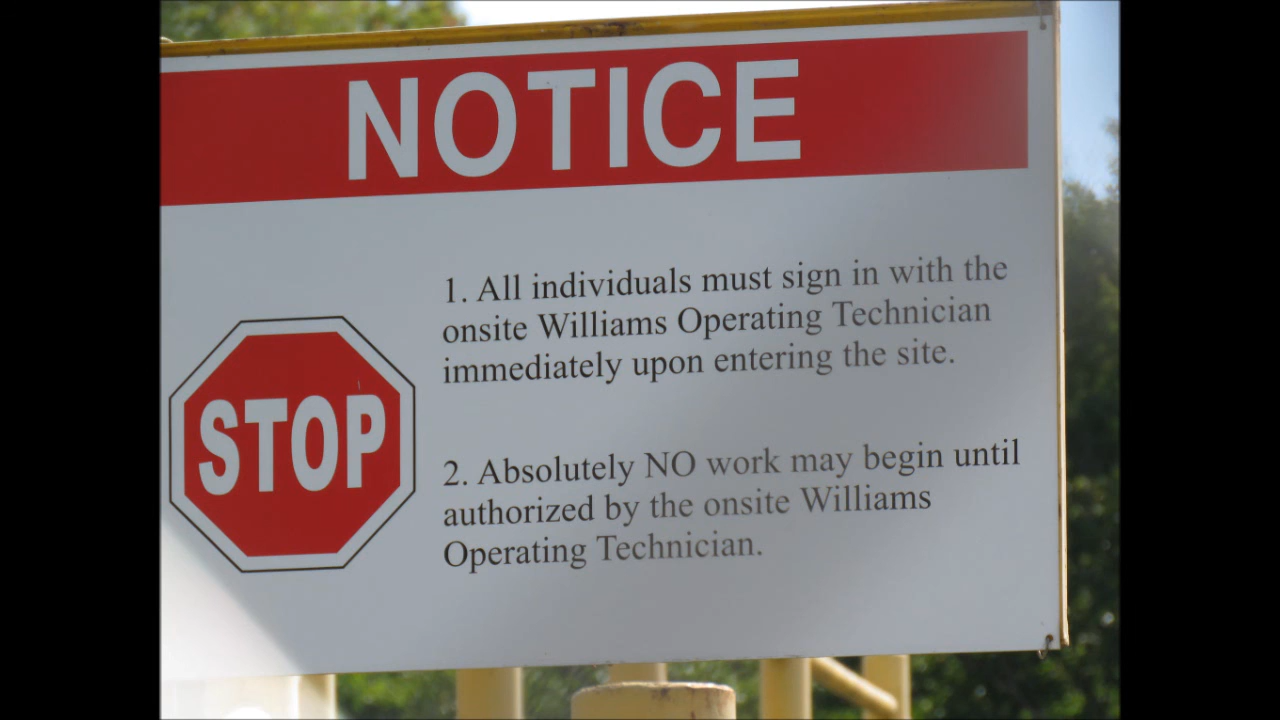 NOTICE
STOP
1. All individuals must sign in with the
onsite Williams Operating Technician
immediately upon entering the site.
2. Absolutely NO work may begin until
authorized by the onsite Williams
Operating Technician.